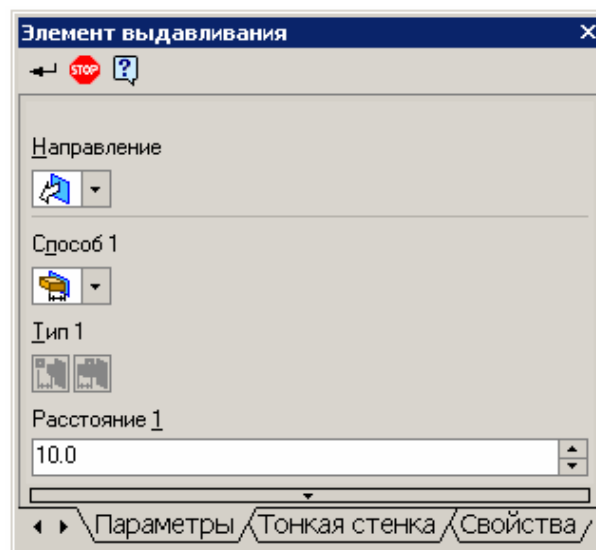 Элемент выдавливания
STOP
Направление
Способ 1
Тип 1
Расстояние 1
10.0
Параметры Тонкая стенка Свойства